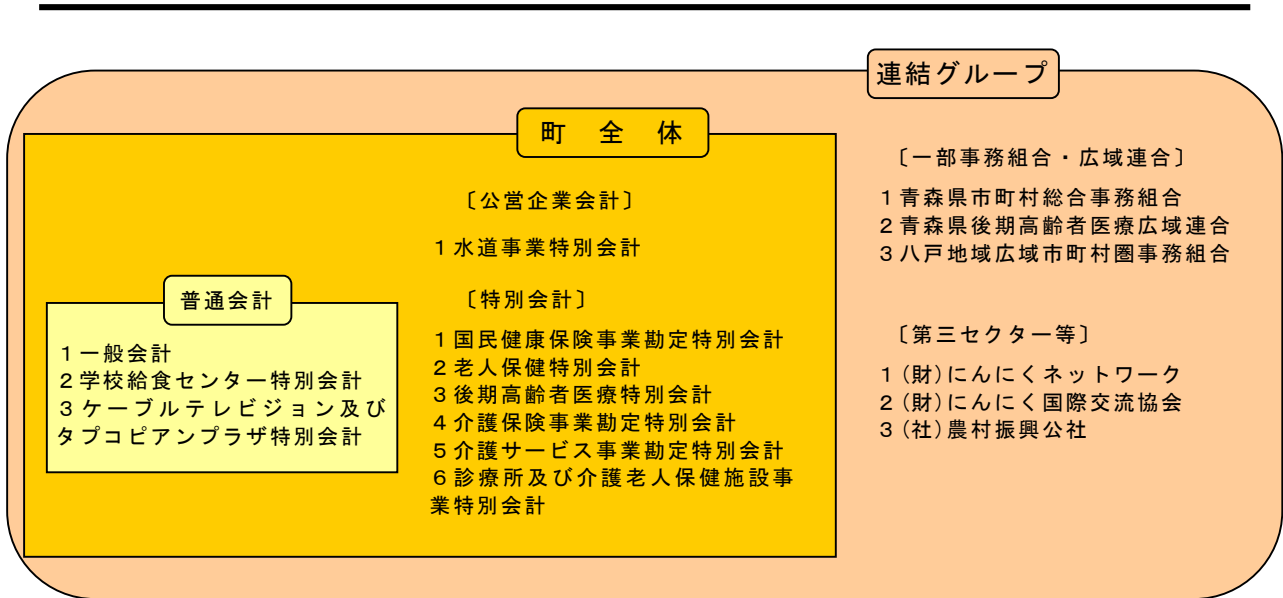 連結グループ
町　全　体
〔公営企業会計〕
１水道事業特別会計
〔特別会計〕
１国民健康保険事業勘定特別会計
２老人保健特別会計
３後期高齢者医療特別会計
４介護保険事業勘定特別会計
５介護サービス事業勘定特別会計
６診療所及び介護老人保健施設事
業特別会計
普通会計
１一般会計
２学校給食センター特別会計
３ケーブルテレビジョン及び
タプコピアンプラザ特別会計
〔一部事務組合・広域連合〕
１青森県市町村総合事務組合
２青森県後期高齢者医療広域連合
３八戸地域広域市町村圏事務組合
〔第三セクター等〕
１(財)にんにくネットワーク
２(財)にんにく国際交流協会
３(社)農村振興公社